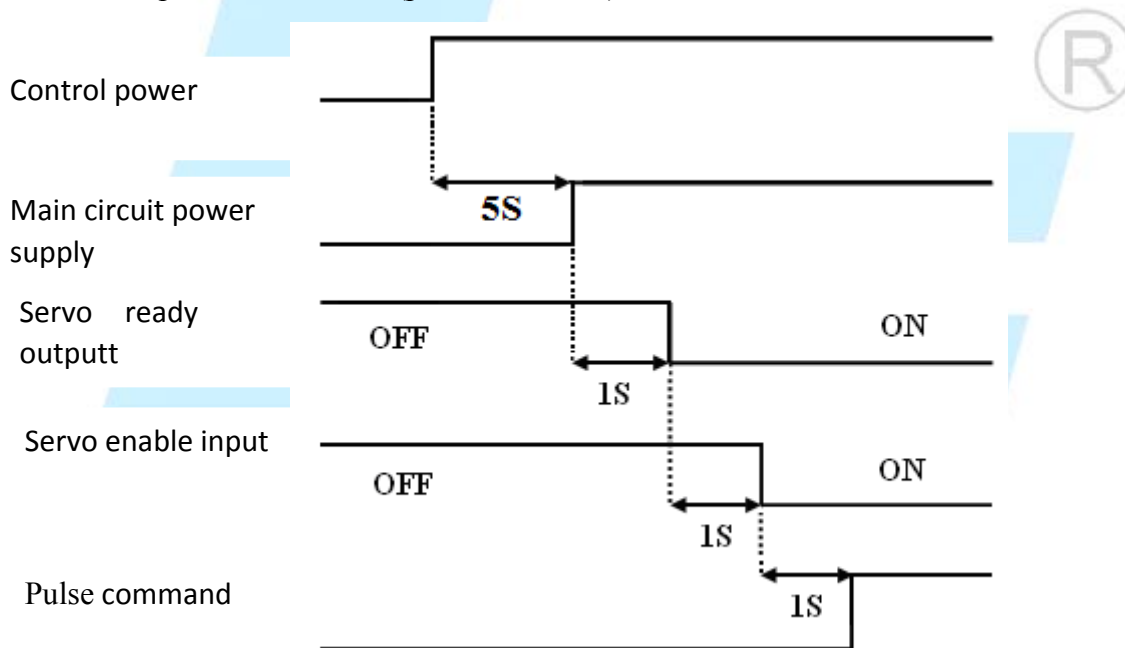 Control power
5S
Main circuit power
supply
Servo ready
outputt
OFF
ON
1S
Servo enable input
OFF
ON
1S
Pulse command
1S
R